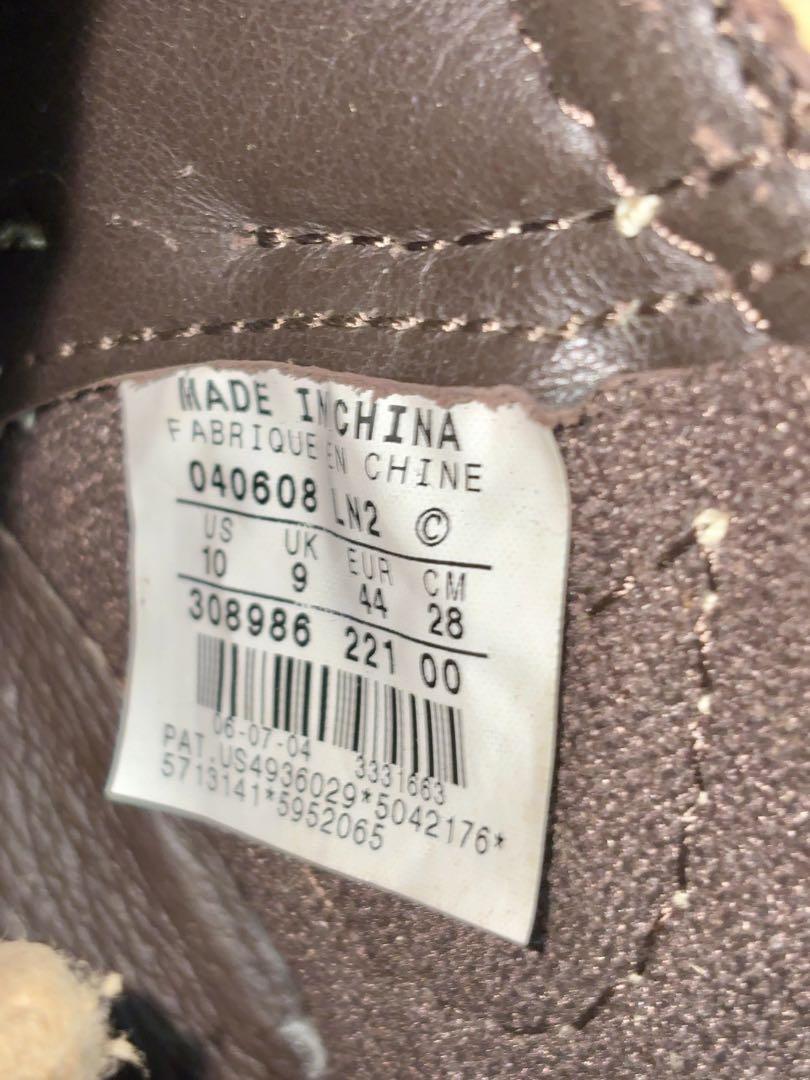 MADE IN CHINA
FABRIQUE EN CHINE
040608 LN2 ©
US UK EUR CM
10 9 44 28
308986 221 00
06-07-04 3331663
PAT.US4936029*5042176*
5713141*5952065